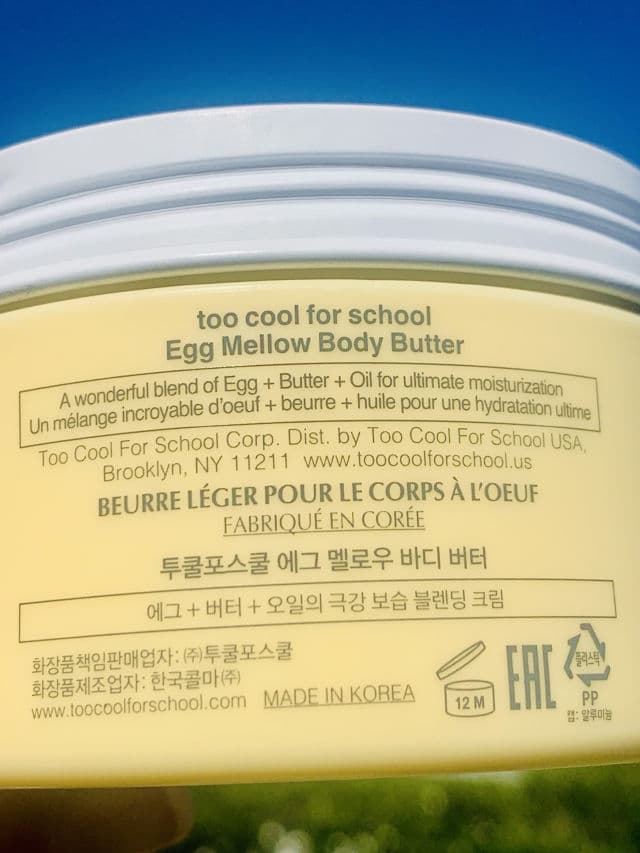 too cool for school
Egg Mellow Body Butter
A wonderful blend of Egg + Butter + Oil for ultimate moisturization
Un mélange incroyable d'oeuf + beurre + huile pour une hydratation ultime
Too Cool For School Corp. Dist. by Too Cool For School USA,
Brooklyn, NY 11211 www.toocoolforschool.us
BEURRE LÉGER POUR LE CORPS À L'OEUF
FABRIQUÉ EN CORÉE
투쿨포스쿨 에그 멜로우 바디 버터
에그 + 버터 + 오일의 극강 보습 블렌딩 크림
화장품책임판매업자: ㈜투쿨포스쿨
화장품제조업자: 한국콜마㈜
www.toocoolforschool.com MADE IN KOREA
12 M
EAC
플라스틱
PP
캡: 알루미늄